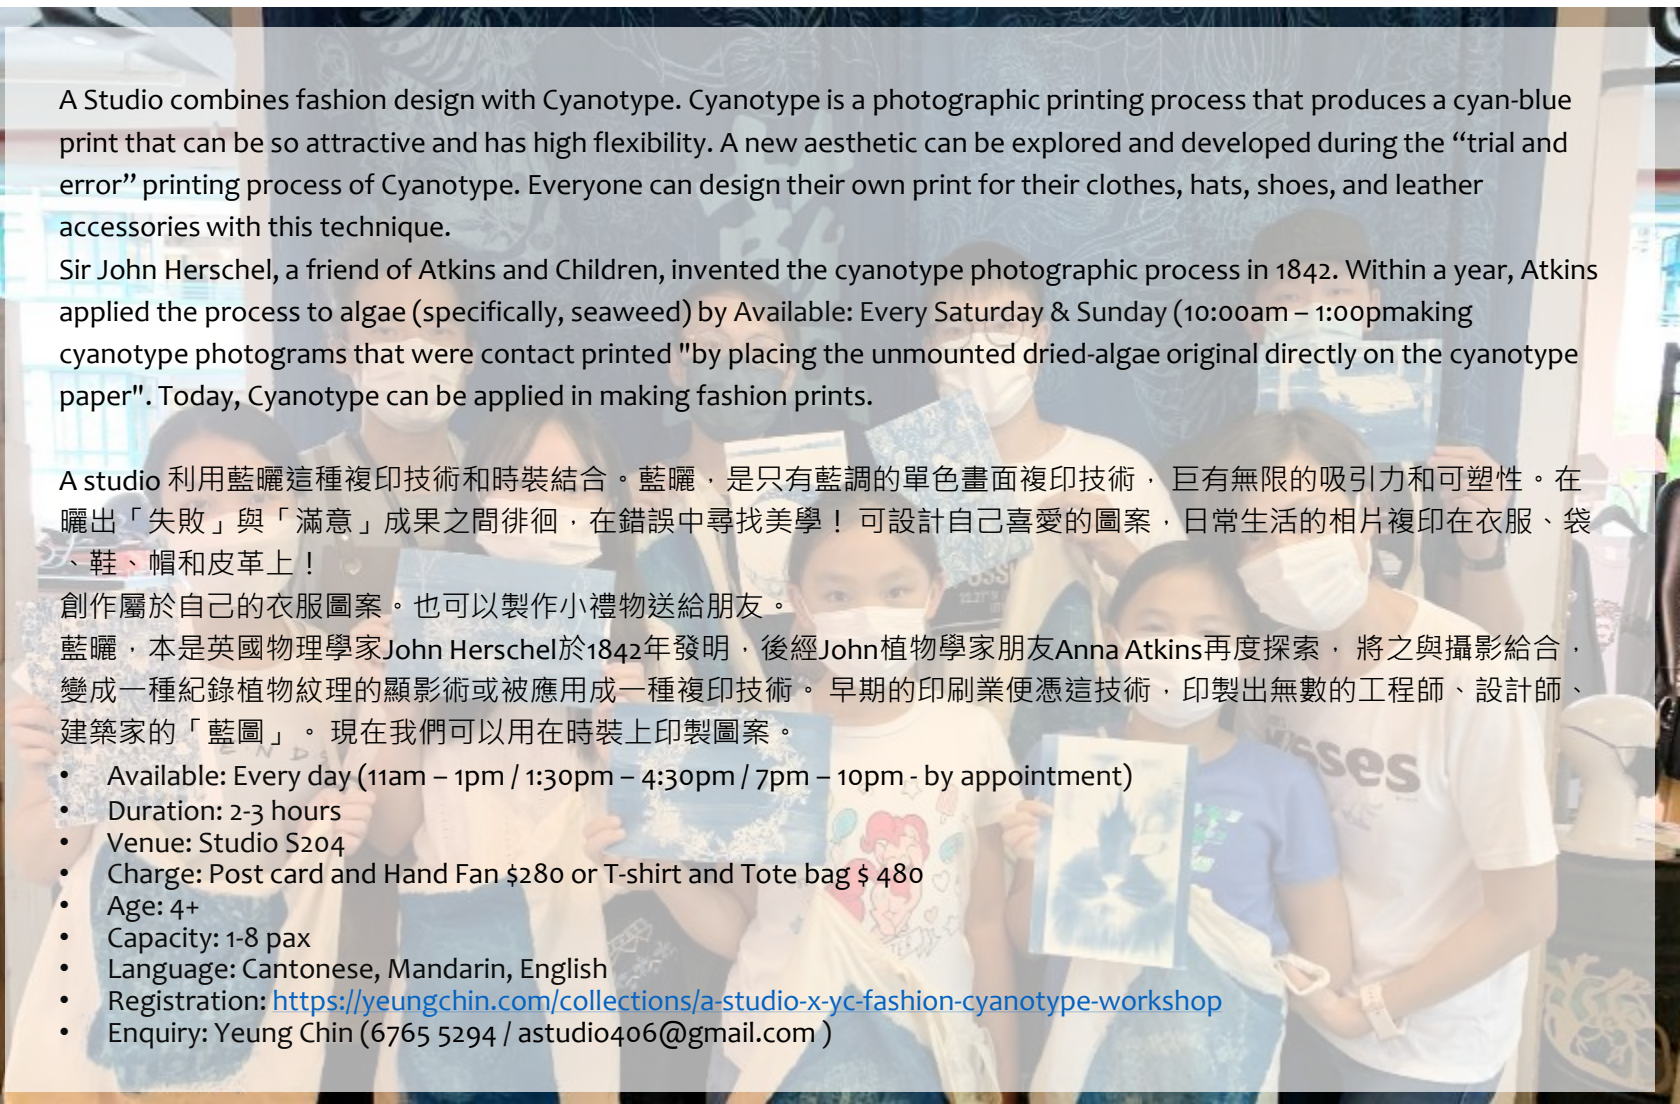 A Studio combines fashion design with Cyanotype. Cyanotype is a photographic printing process that produces a cyan-blue
print that can be so attractive and has high flexibility. A new aesthetic can be explored and developed during the “trial and
error” printing process of Cyanotype. Everyone can design their own print for their clothes, hats, shoes, and leather
accessories with this technique.
Sir John Herschel, a friend of Atkins and Children, invented the cyanotype photographic process in 1842. Within a year, Atkins
applied the process to algae (specifically, seaweed) by Available: Every Saturday & Sunday (10:00am – 1:00pmaking
cyanotype photograms that were contact printed "by placing the unmounted dried-algae original directly on the cyanotype
paper". Today, Cyanotype can be applied in making fashion prints.
A studio 利用藍曬這種複印技術和時裝結合。藍曬，是只有藍調的單色畫面複印技術， 巨有無限的吸引力和可塑性。在
曬出「失敗」與「滿意」成果之間徘徊，在錯誤中尋找美學！ 可設計自己喜愛的圖案，日常生活的相片複印在衣服、袋
、鞋、帽和皮革上！
創作屬於自己的衣服圖案。也可以製作小禮物送給朋友。
藍曬，本是英國物理學家John Herschel於1842年發明，後經John植物學家朋友Anna Atkins再度探索， 將之與攝影給合，
變成一種紀錄植物紋理的顯影術或被應用成一種複印技術。 早期的印刷業便憑這技術，印製出無數的工程師、設計師、
建築家的「藍圖」。 現在我們可以用在時裝上印製圖案。
• Available: Every day (11am – 1pm / 1:30pm – 4:30pm / 7pm – 10pm - by appointment)
• Duration: 2-3 hours
• Venue: Studio S204
• Charge: Post card and Hand Fan $280 or T-shirt and Tote bag $ 480
• Age: 4+
• Capacity: 1-8 pax
• Language: Cantonese, Mandarin, English
• Registration: https://yeungchin.com/collections/a-studio-x-yc-fashion-cyanotype-workshop
• Enquiry: Yeung Chin (6765 5294 / astudio406@gmail.com )